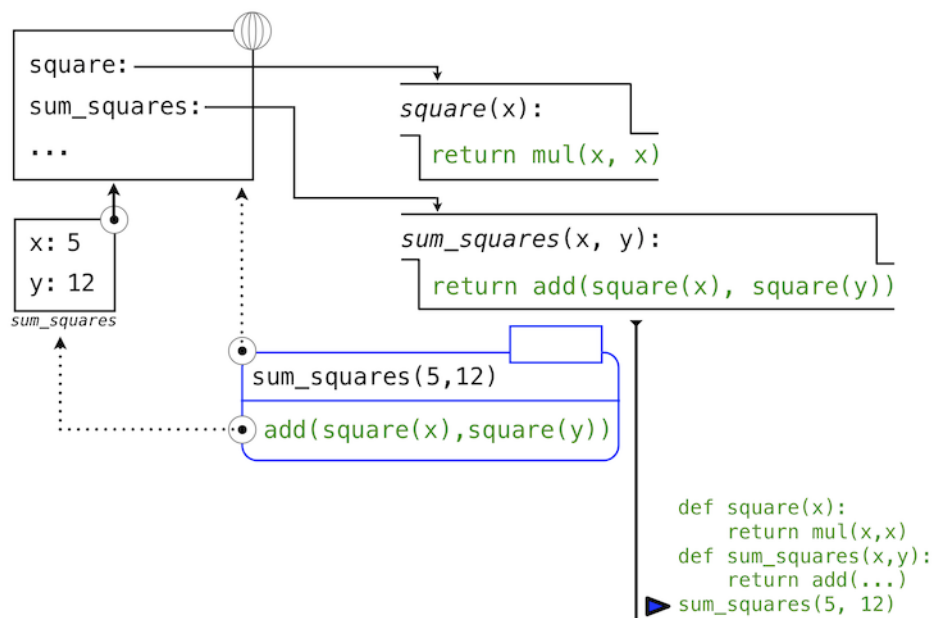 square:
sum_squares:
...
square(x):
return mul(x, x)
sum_squares(x, y):
return add(square(x), square(y))
x: 5
y: 12
sum_squares
sum_squares(5,12)
add(square(x),square(y))
def square(x):
    return mul(x,x)
def sum_squares(x,y):
    return add(...)
sum_squares(5, 12)